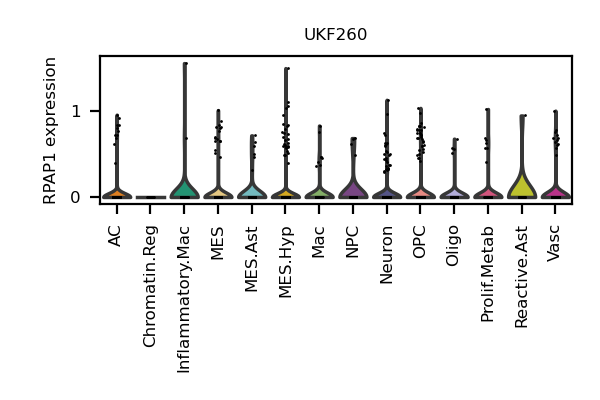 UKF260
RPAP1 expression
1
0
AC
Chromatin.Reg
Inflammatory.Mac
MES
MES.Ast
MES.Hyp
Mac
NPC
Neuron
OPC
Oligo
Prolif.Metab
Reactive.Ast
Vasc